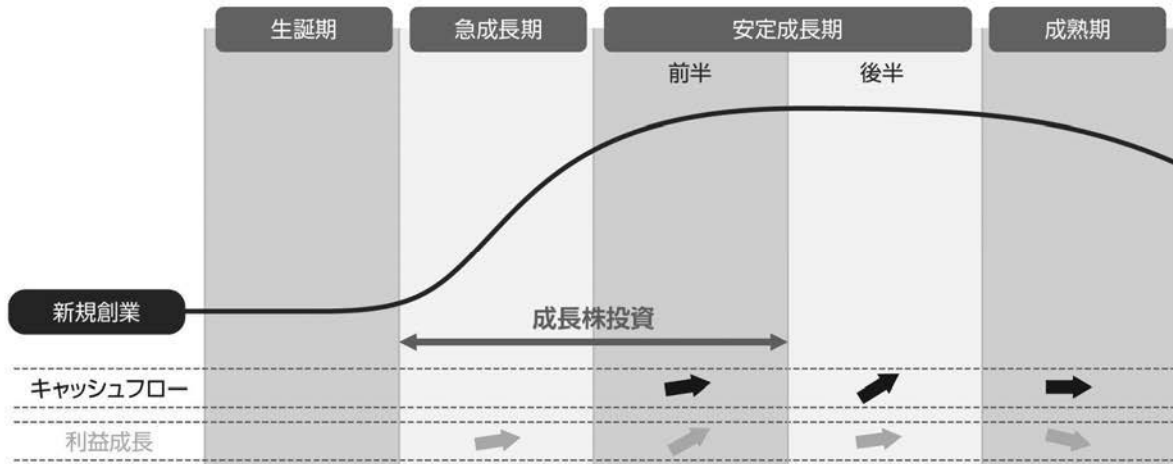 生誕期
急成長期
安定成長期
成熟期
前半
後半
新規創業
成長株投資
キャッシュフロー
利益成長